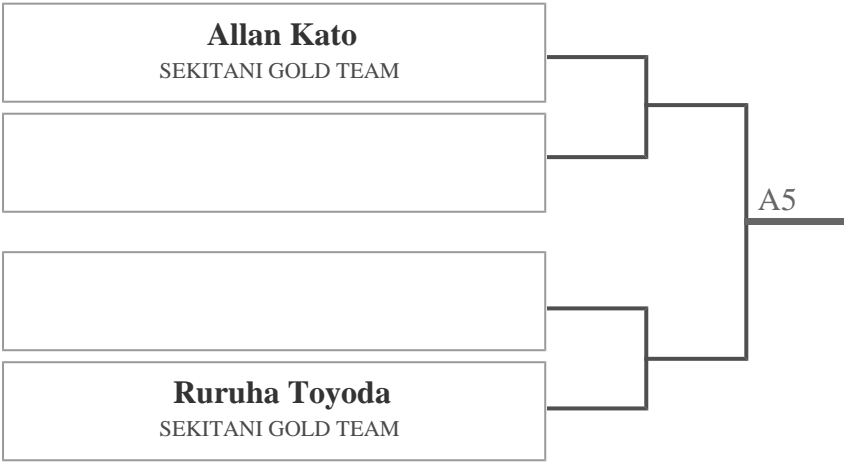 Allan Kato
SEKITANI GOLD TEAM
A5
Ruruha Toyoda
SEKITANI GOLD TEAM